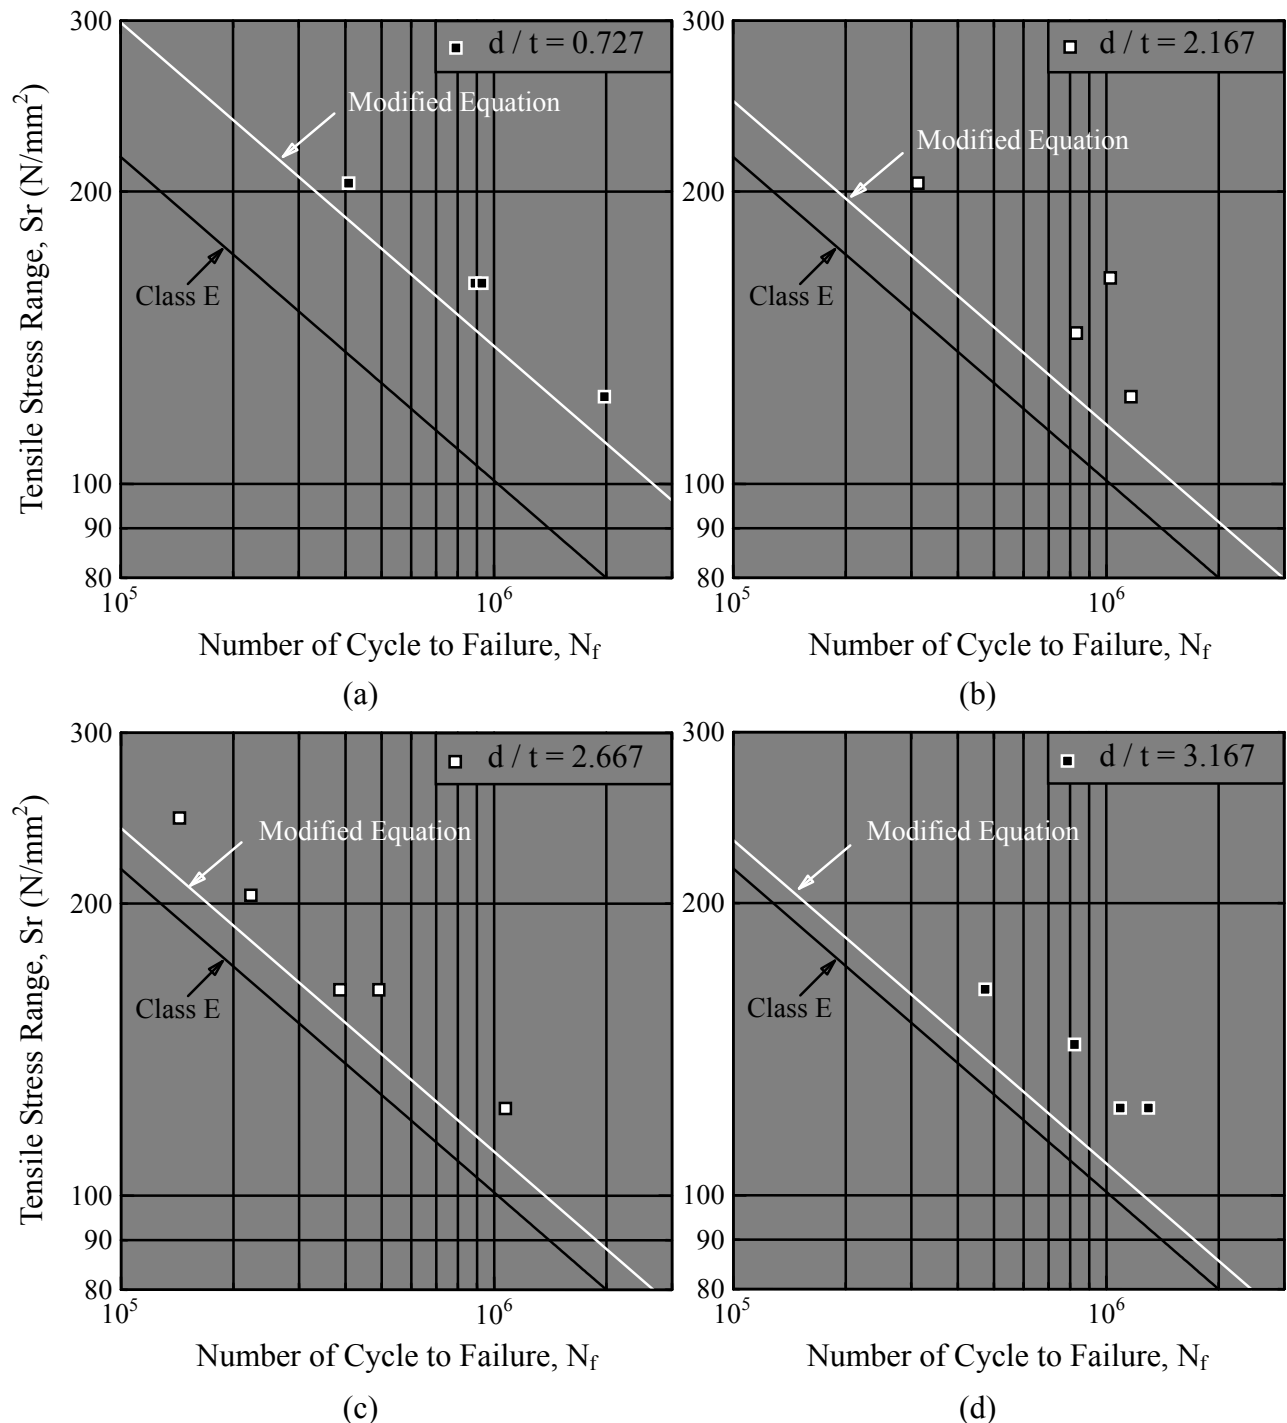 300
d / t = 0.727
Modified Equation
200
Class E
100
90
80
10^5
10^6
Tensile Stress Range, Sr (N/mm^2)
Number of Cycle to Failure, N_f
(a)
300
d / t = 2.167
Modified Equation
200
Class E
100
90
80
10^5
10^6
Number of Cycle to Failure, N_f
(b)
300
d / t = 2.667
Modified Equation
200
Class E
100
90
80
10^5
10^6
Tensile Stress Range, Sr (N/mm^2)
Number of Cycle to Failure, N_f
(c)
300
d / t = 3.167
Modified Equation
200
Class E
100
90
80
10^5
10^6
Number of Cycle to Failure, N_f
(d)